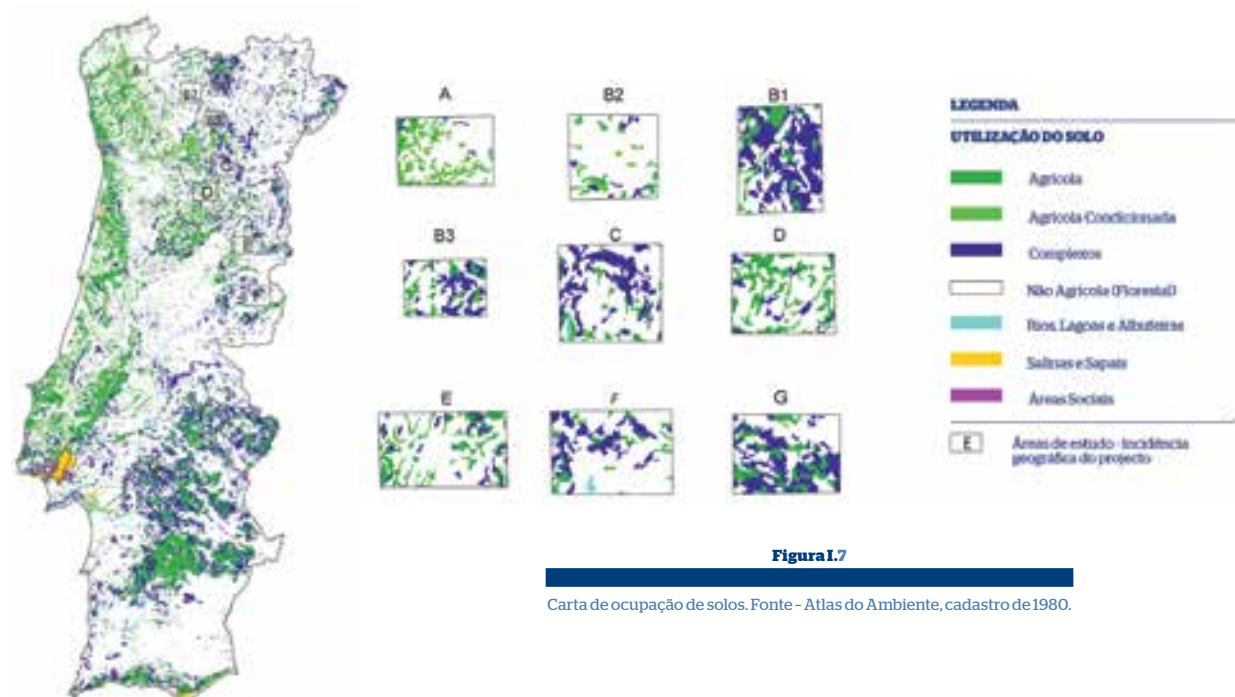 A
B2
B1
B3
C
D
E
F
G
A
C
D
LEGENDA
UTILIZAÇÃO DO SOLO
Agrícola
Agrícola Condicionada
Complexos
Não Agrícola (Florestal)
Rios, Lagoas e Albufeiras
Salinas e Sapais
Áreas Sociais
E
Áreas de estudo - Incidência
geográfica do projecto
Figura I.7
Carta de ocupação de solos. Fonte – Atlas do Ambiente, cadastro de 1980.